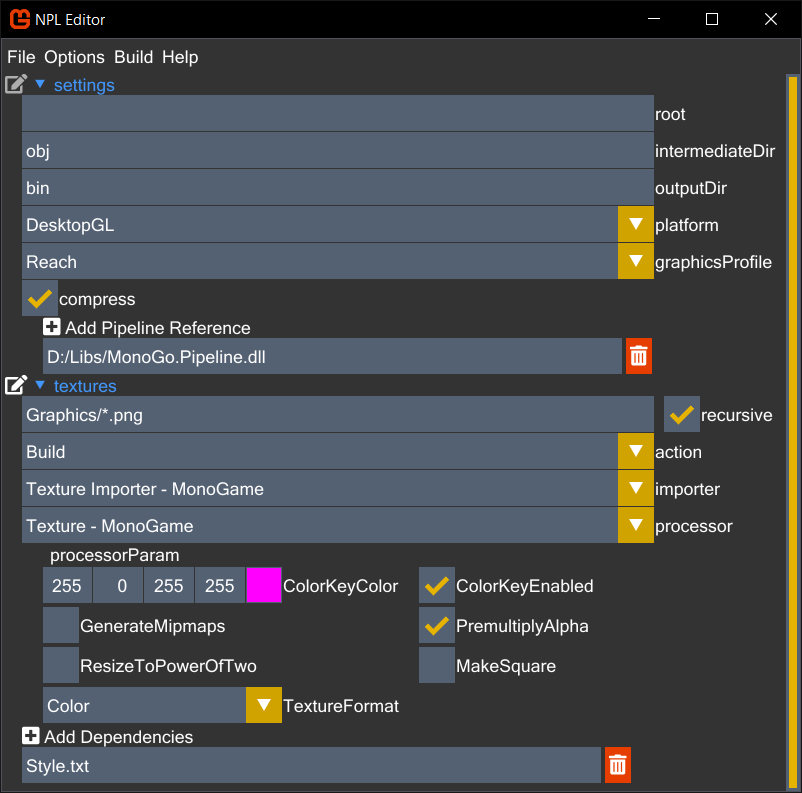 NPL Editor
File Options Build Help
settings
root
obj intermediateDir
bin outputDir
DesktopGL platform
Reach graphicsProfile
compress
Add Pipeline Reference
D:/Libs/MonoGo.Pipeline.dll
textures
Graphics/*.png recursive
Build action
Texture Importer - MonoGame importer
Texture - MonoGame processor
processorParam
255 0 255 255 ColorKeyColor ColorKeyEnabled
GenerateMipmaps PremultiplyAlpha
ResizeToPowerOfTwo MakeSquare
Color TextureFormat
Add Dependencies
Style.txt